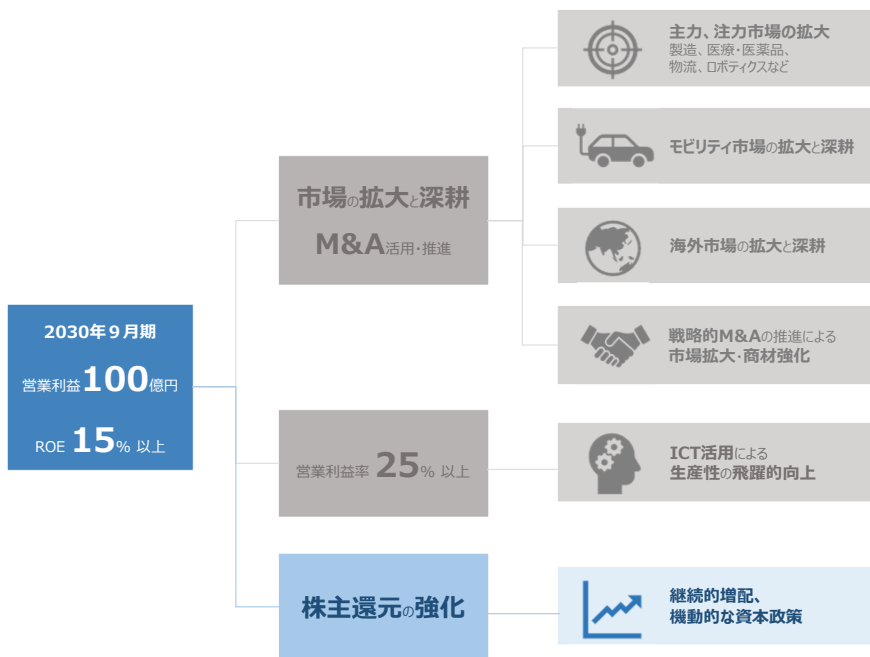 2030年9月期
営業利益100億円
ROE 15% 以上
市場の拡大と深耕
M&A活用・推進
営業利益率 25% 以上
株主還元の強化
主力、注力市場の拡大
製造、医療・医薬品、
物流、ロボティクスなど
モビリティ市場の拡大と深耕
海外市場の拡大と深耕
戦略的M&Aの推進による
市場拡大・商材強化
ICT活用による
生産性の飛躍的向上
継続的増配、
機動的な資本政策